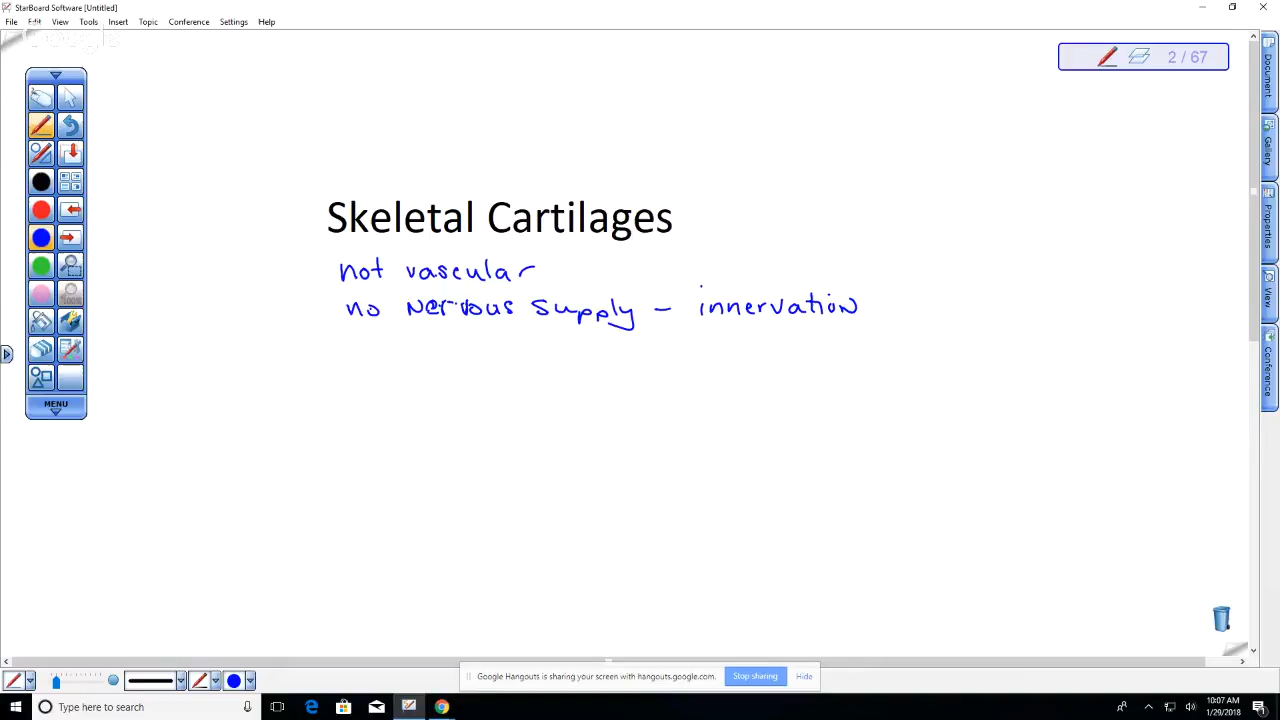 StarBoard Software [Untitled]
File Edit View Tools Insert Topic Conference Settings Help
2 / 67
Document
Gallery
Properties
View.
Conference
MENU
Skeletal Cartilages
not vascular
no nervous supply - innervation
Google Hangouts is sharing your screen with hangouts.google.com.
Stop sharing
Hide
Type here to search
10:07 AM
1/29/2018
1